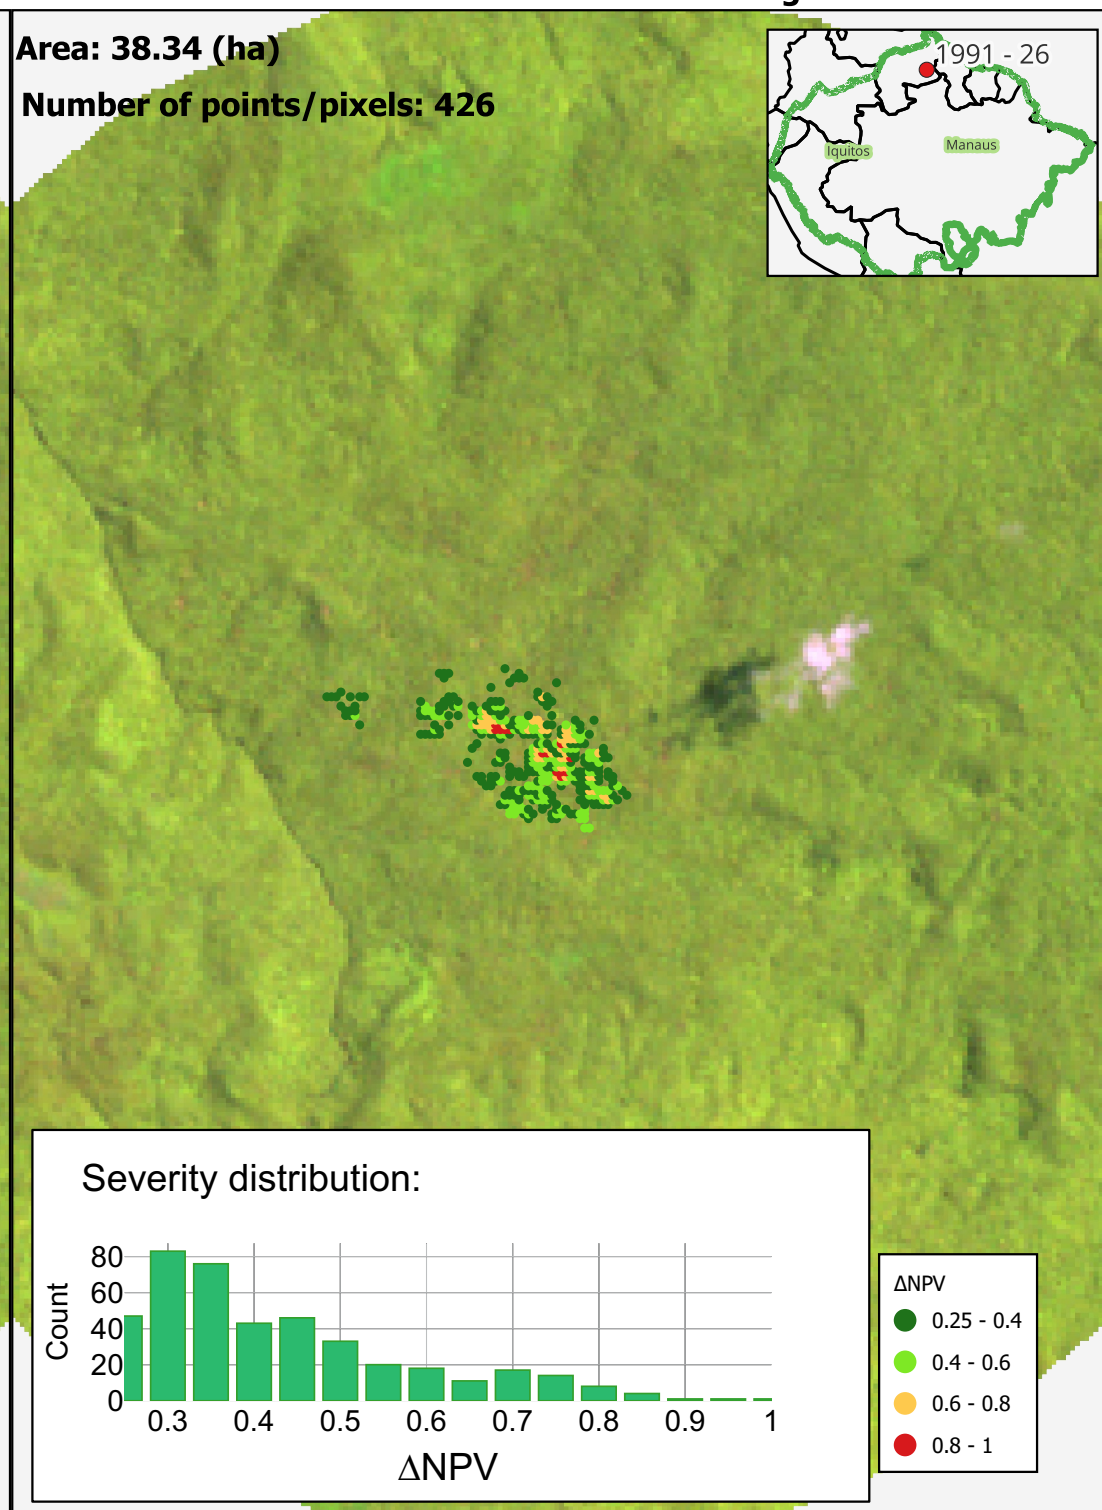 Area: 38.34 (ha)
Number of points/pixels: 426
1991 - 26
Iquitos
Manaus
Severity distribution:
Count
80
60
40
20
0
0.3 0.4 0.5 0.6 0.7 0.8 0.9 1
ΔNPV
ΔNPV
0.25 - 0.4
0.4 - 0.6
0.6 - 0.8
0.8 - 1